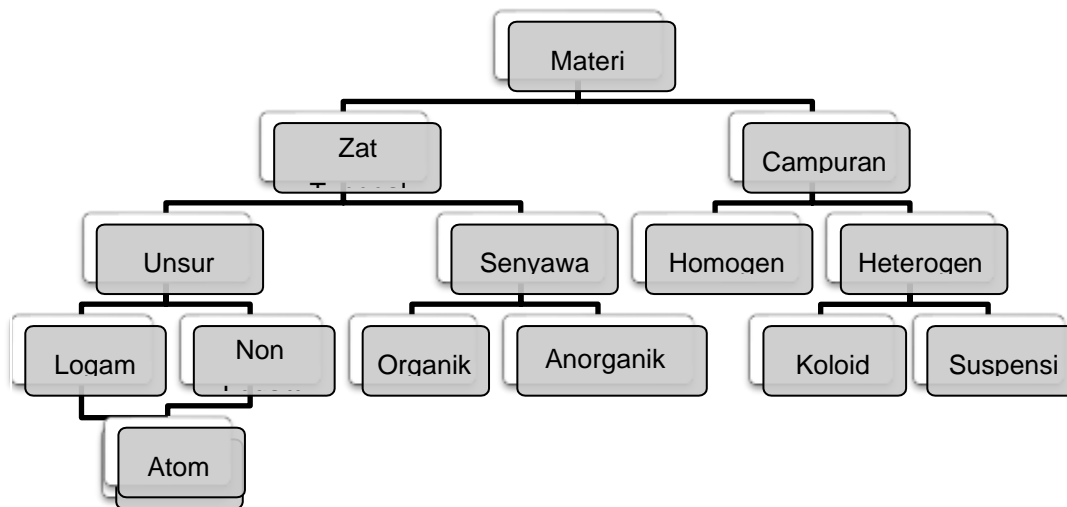 Materi
Zat
Campuran
Unsur
Senyawa
Homogen
Heterogen
Logam
Non
Organik
Anorganik
Koloid
Suspensi
Atom